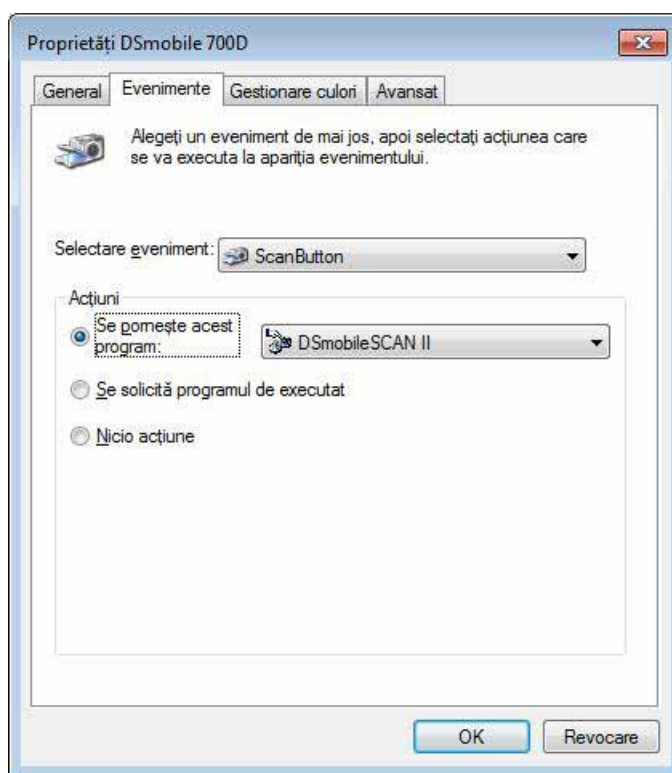 Proprietăți DSmobile 700D
General Evenimente Gestionare culori Avansat
Alegeți un eveniment de mai jos, apoi selectați acțiunea care
se va executa la apariția evenimentului.
Selectare eveniment: ScanButton
Acțiuni
Se pornește acest
program:
DSmobileSCAN II
Se solicită programul de executat
Nicio acțiune
OK Revocare